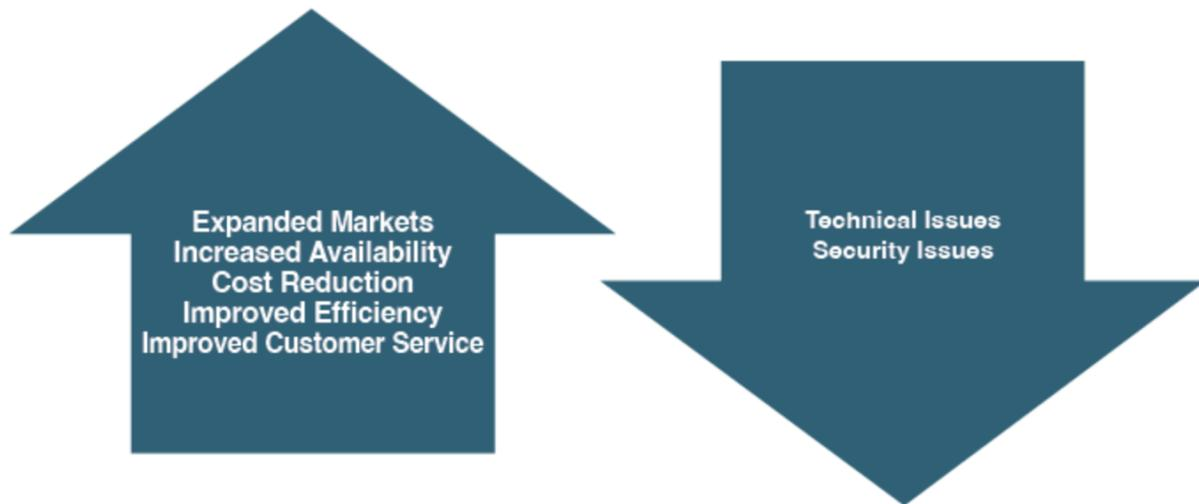 Expanded Markets
Increased Availability
Cost Reduction
Improved Efficiency
Improved Customer Service
Technical Issues
Security Issues